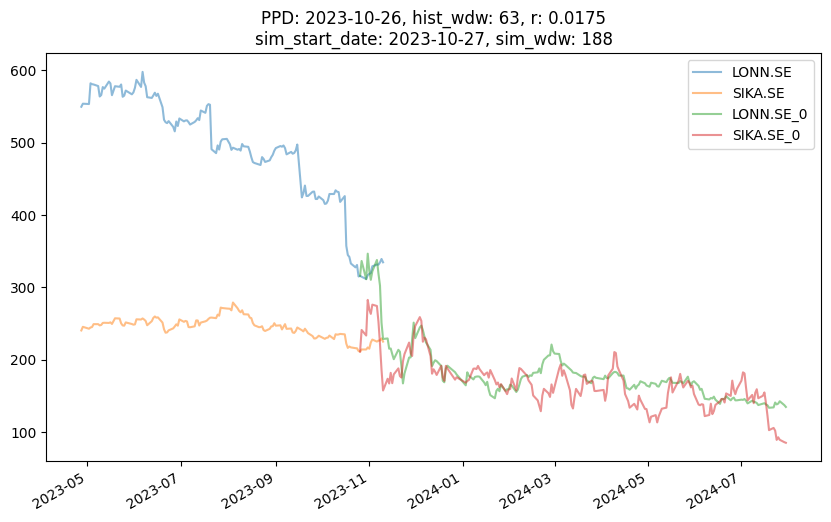 PPD: 2023-10-26, hist_wdw: 63, r: 0.0175
sim_start_date: 2023-10-27, sim_wdw: 188
600
500
400
300
200
100
LONN.SE
SIKA.SE
LONN.SE_0
SIKA.SE_0
2023-05
2023-07
2023-09
2023-11
2024-01
2024-03
2024-05
2024-07